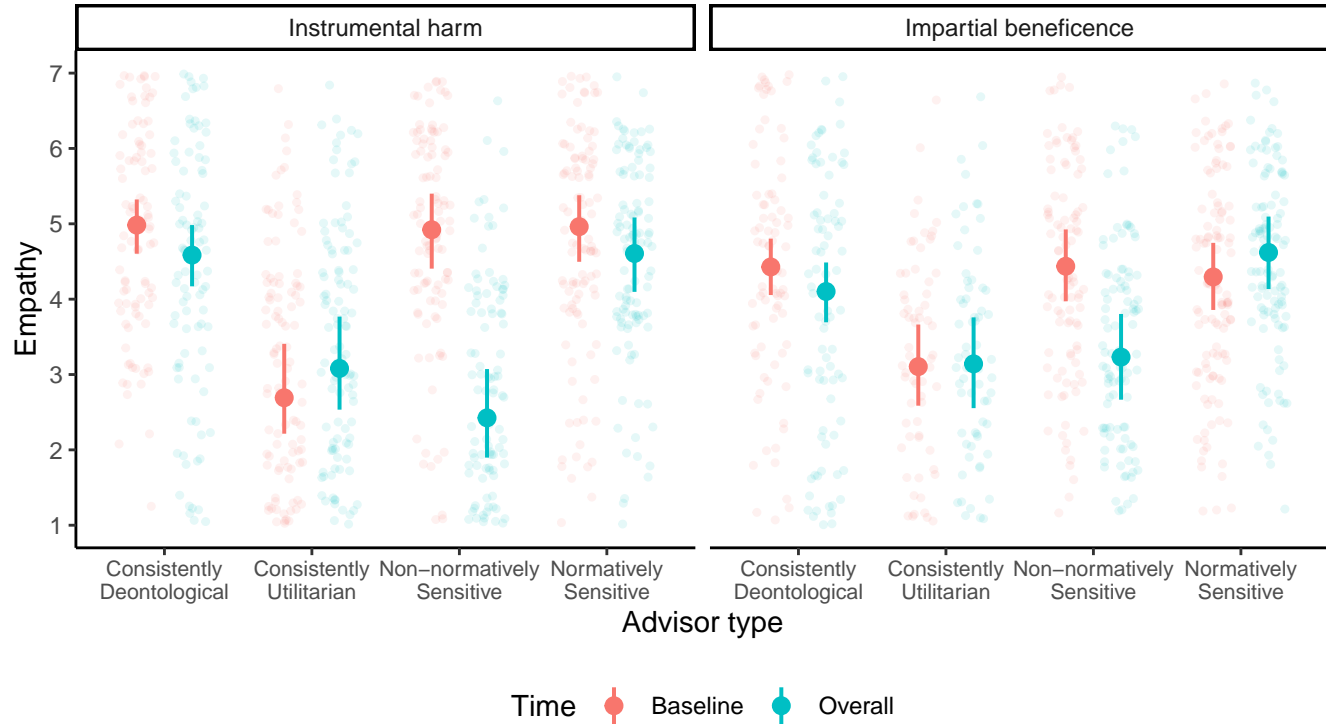 Instrumental harm
Impartial beneficence
Empathy
7
6
5
4
3
2
1
Consistently Deontological
Consistently Utilitarian
Non−normatively Sensitive
Normatively Sensitive
Consistently Deontological
Consistently Utilitarian
Non−normatively Sensitive
Normatively Sensitive
Advisor type
Time Baseline Overall